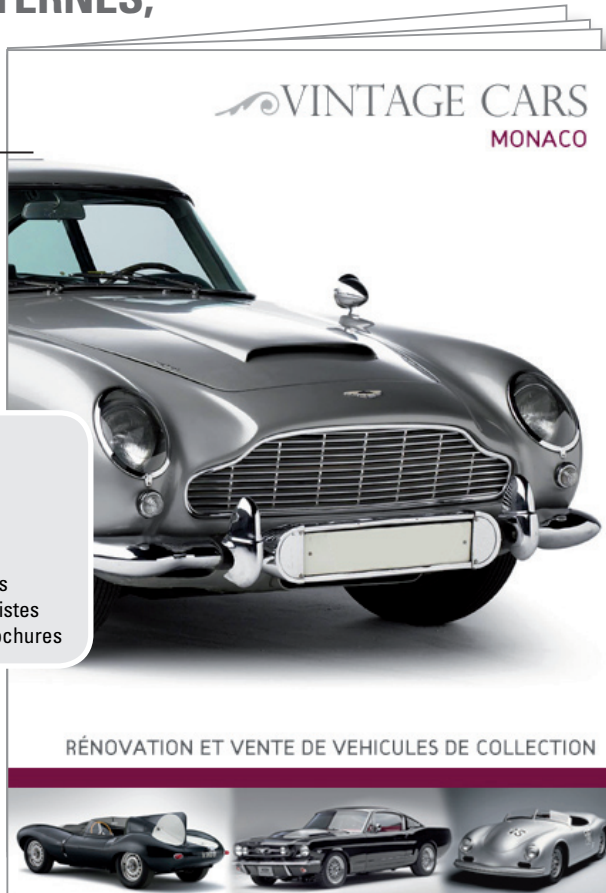 TERNES,
VINTAGE CARS
MONACO
s
istes
ochures
RÉNOVATION ET VENTE DE VEHICULES DE COLLECTION